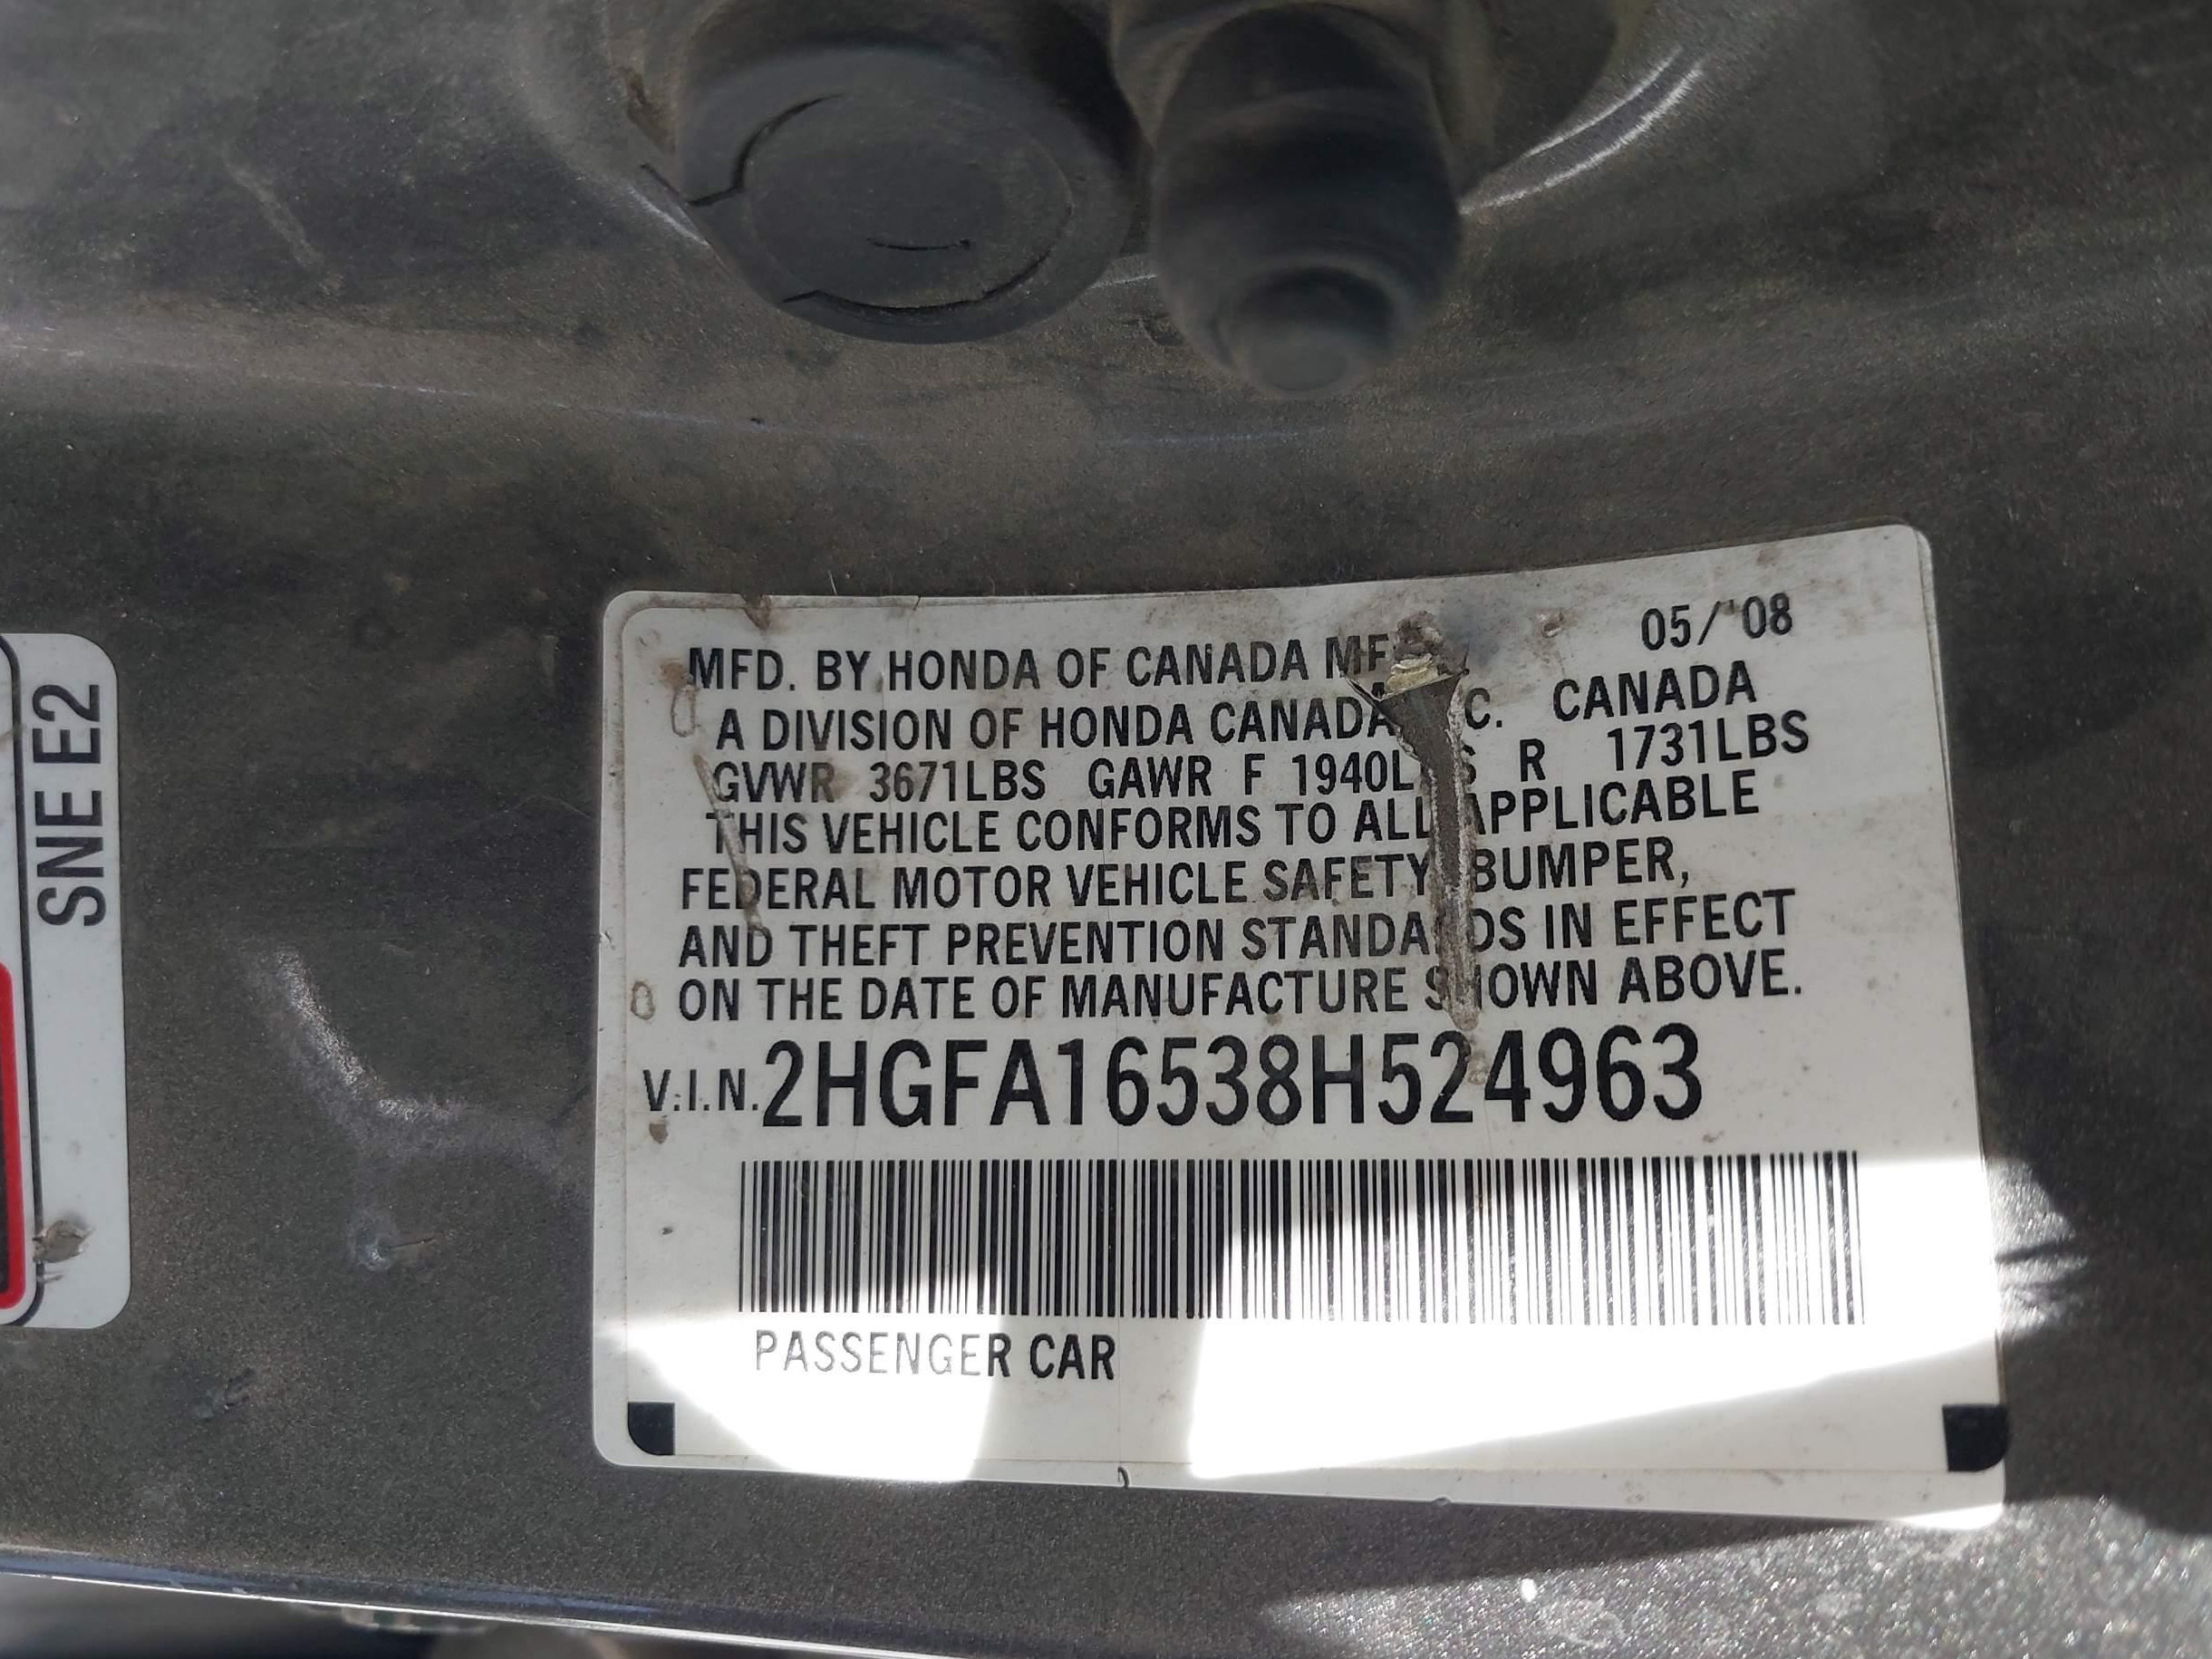 SNE E2
05/'08
MFD. BY HONDA OF CANADA
A DIVISION OF HONDA CANADA CANADA
GVWR 3671LBS GAWR F 1940LBS R 1731LBS
THIS VEHICLE CONFORMS TO ALL APPLICABLE
FEDERAL MOTOR VEHICLE SAFETY, BUMPER,
AND THEFT PREVENTION STANDARDS IN EFFECT
ON THE DATE OF MANUFACTURE SHOWN ABOVE.
V.I.N. 2HGFA16538H524963
PASSENGER CAR